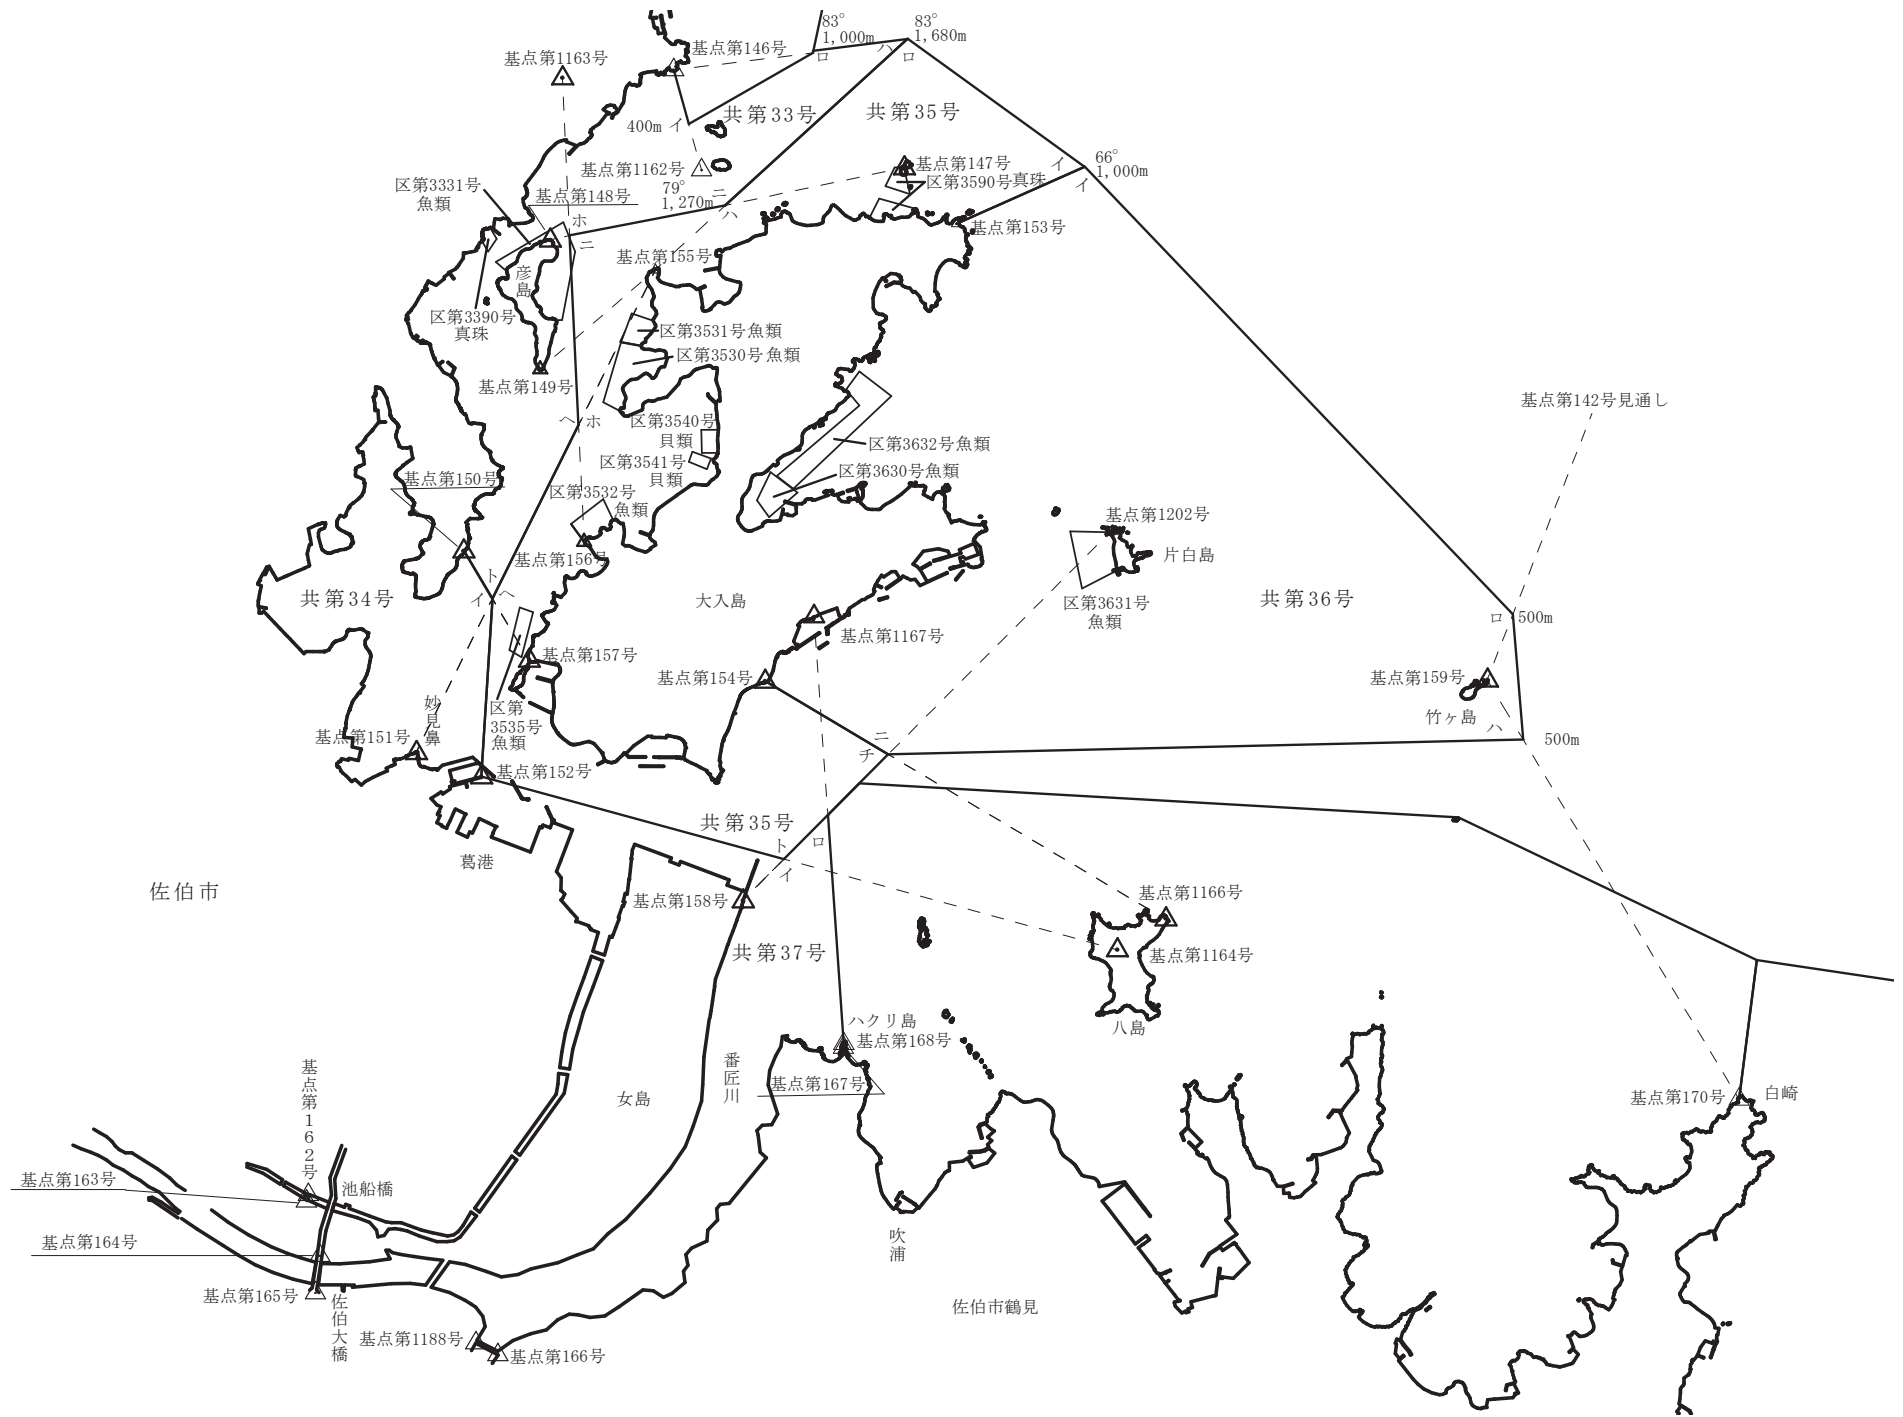 83°
1,000m
ロ
ハ
83°
1,680m
ロ
基点第1163号
基点第146号
共第33号
共第35号
400m
イ
基点第1162号
79°
1,270m
ニ
ハ
基点第147号
区第3590号真珠
イ
イ
66°
1,000m
区第3331号
魚類
基点第148号
ホ
ニ
基点第153号
基点第155号
彦島
区第3390号
真珠
区第3531号魚類
区第3530号魚類
基点第149号
ヘ
ホ
区第3540号
貝類
区第3541号
貝類
区第3632号魚類
区第3630号魚類
基点第142号見通し
基点第150号
区第3532号
魚類
基点第156号
基点第1202号
片白島
区第3631号
魚類
共第34号
ト
イ
ヘ
大入島
共第36号
ロ
500m
基点第1167号
基点第157号
基点第154号
基点第159号
竹ヶ島
ハ
500m
妙見鼻
区第
3535号
魚類
基点第151号
基点第152号
ニ
チ
共第35号
ト
イ
ロ
葛港
佐伯市
基点第158号
共第37号
基点第1166号
基点第1164号
八島
ハクリ島
基点第168号
基点第167号
番匠川
女島
基点第170号
白崎
基点第162号
基点第163号
池船橋
基点第164号
基点第165号
佐伯大橋
基点第1188号
基点第166号
吹浦
佐伯市鶴見